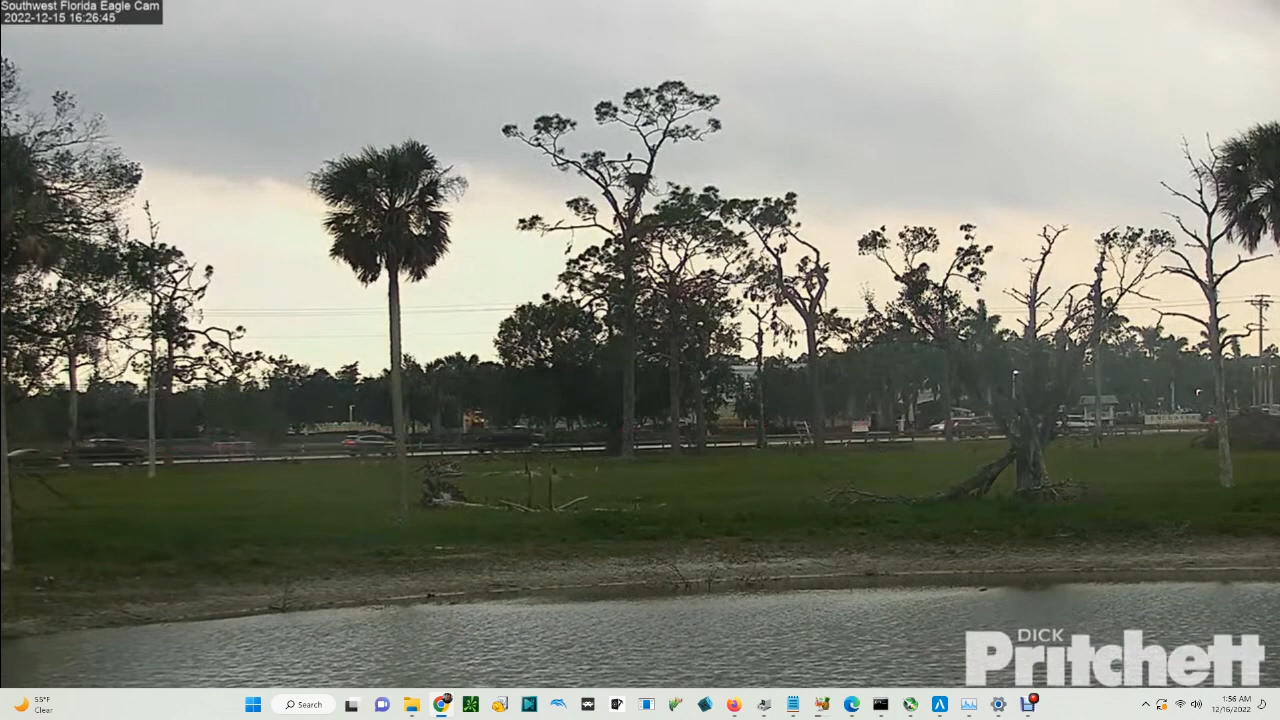 Southwest Florida Eagle Cam
2022-12-15 16:26:45
DICK
Pritchett
55°F
Clear
Search
1:56 AM
12/16/2022